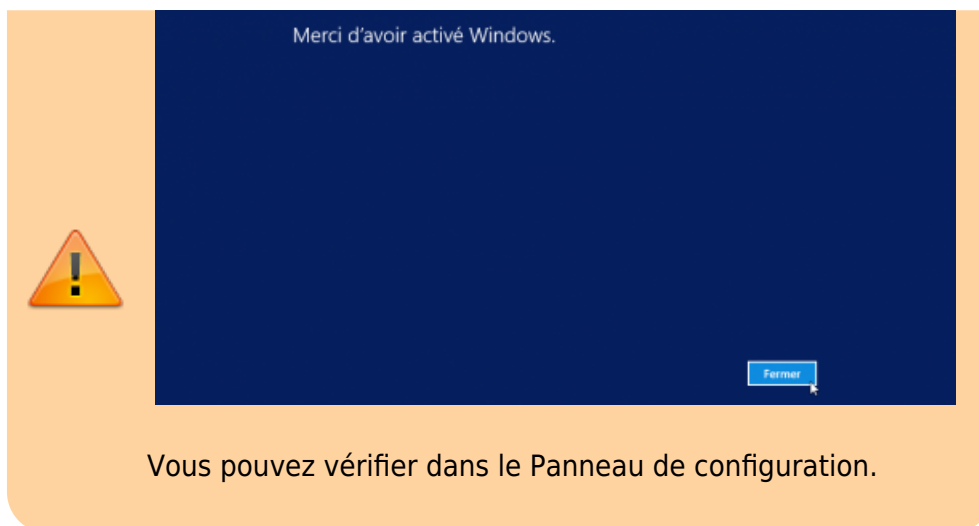 Merci d'avoir activé Windows.
Fermer
Vous pouvez vérifier dans le Panneau de configuration.